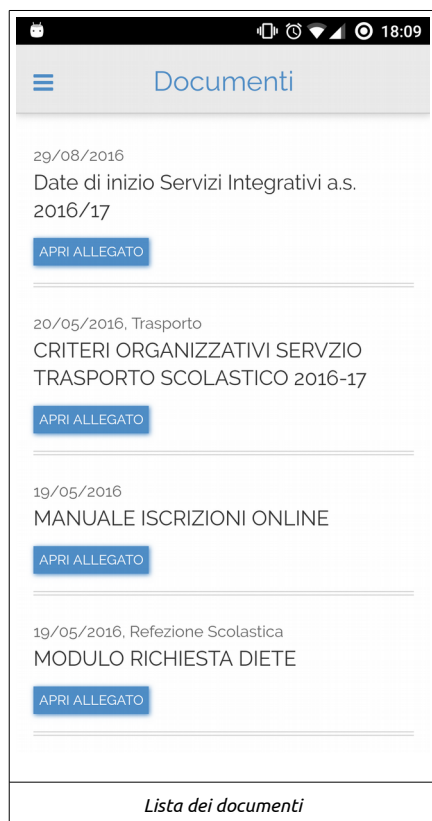 18:09
Documenti
29/08/2016
Date di inizio Servizi Integrativi a.s.
2016/17
APRI ALLEGATO
20/05/2016, Trasporto
CRITERI ORGANIZZATIVI SERVZIO
TRASPORTO SCOLASTICO 2016-17
APRI ALLEGATO
19/05/2016
MANUALE ISCRIZIONI ONLINE
APRI ALLEGATO
19/05/2016, Refezione Scolastica
MODULO RICHIESTA DIETE
APRI ALLEGATO
Lista dei documenti